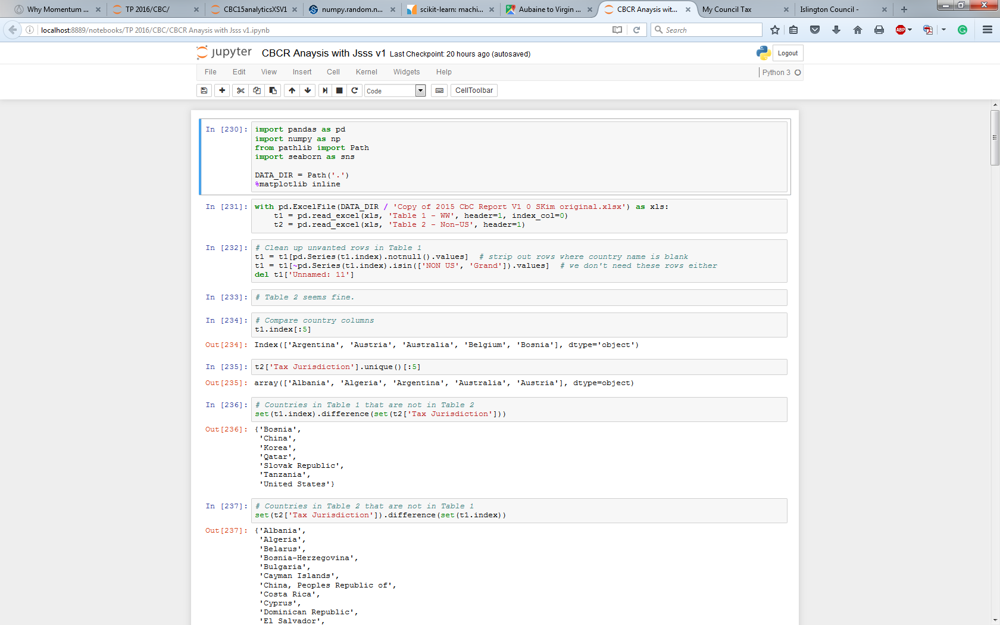 Why Momentum ...
TP 2016/CBC/
CBC15analyticsXSV1
numpy.random.n...
scikit-learn: machi...
Aubaine to Virgin ...
CBCR Anaysis wit...
My Council Tax
Islington Council -
localhost:8889/notebooks/TP 2016/CBC/CBCR Anaysis with Jsss v1.ipynb
Search
ABP
jupyter CBCR Anaysis with Jsss v1 Last Checkpoint: 20 hours ago (autosaved)
Logout
File Edit View Insert Cell Kernel Widgets Help
Python 3
Code
CellToolbar
In [230]: import pandas as pd
import numpy as np
from pathlib import Path
import seaborn as sns
DATA_DIR = Path('.')
%matplotlib inline
In [231]: with pd.ExcelFile(DATA_DIR / 'Copy of 2015 CbC Report V1 0 SKim original.xlsx') as xls:
t1 = pd.read_excel(xls, 'Table 1 - WW', header=1, index_col=0)
t2 = pd.read_excel(xls, 'Table 2 - Non-US', header=1)
In [232]: # Clean up unwanted rows in Table 1
t1 = t1[pd.Series(t1.index).notnull().values]  # strip out rows where country name is blank
t1 = t1[~pd.Series(t1.index).isin(['NON US', 'Grand']).values]  # we don't need these rows either
del t1['Unnamed: 11']
In [233]: # Table 2 seems fine.
In [234]: # Compare country columns
t1.index[:5]
Out[234]: Index(['Argentina', 'Austria', 'Australia', 'Belgium', 'Bosnia'], dtype='object')
In [235]: t2['Tax Jurisdiction'].unique()[:5]
Out[235]: array(['Albania', 'Algeria', 'Argentina', 'Australia', 'Austria'], dtype=object)
In [236]: # Countries in Table 1 that are not in Table 2
set(t1.index).difference(set(t2['Tax Jurisdiction']))
Out[236]: {'Bosnia',
'China',
'Korea',
'Qatar',
'Slovak Republic',
'Tanzania',
'United States'}
In [237]: # Countries in Table 2 that are not in Table 1
set(t2['Tax Jurisdiction']).difference(set(t1.index))
Out[237]: {'Albania',
'Algeria',
'Belarus',
'Bosnia-Herzegovina',
'Bulgaria',
'Cayman Islands',
'China, Peoples Republic of',
'Costa Rica',
'Cyprus',
'Dominican Republic',
'El Salvador',